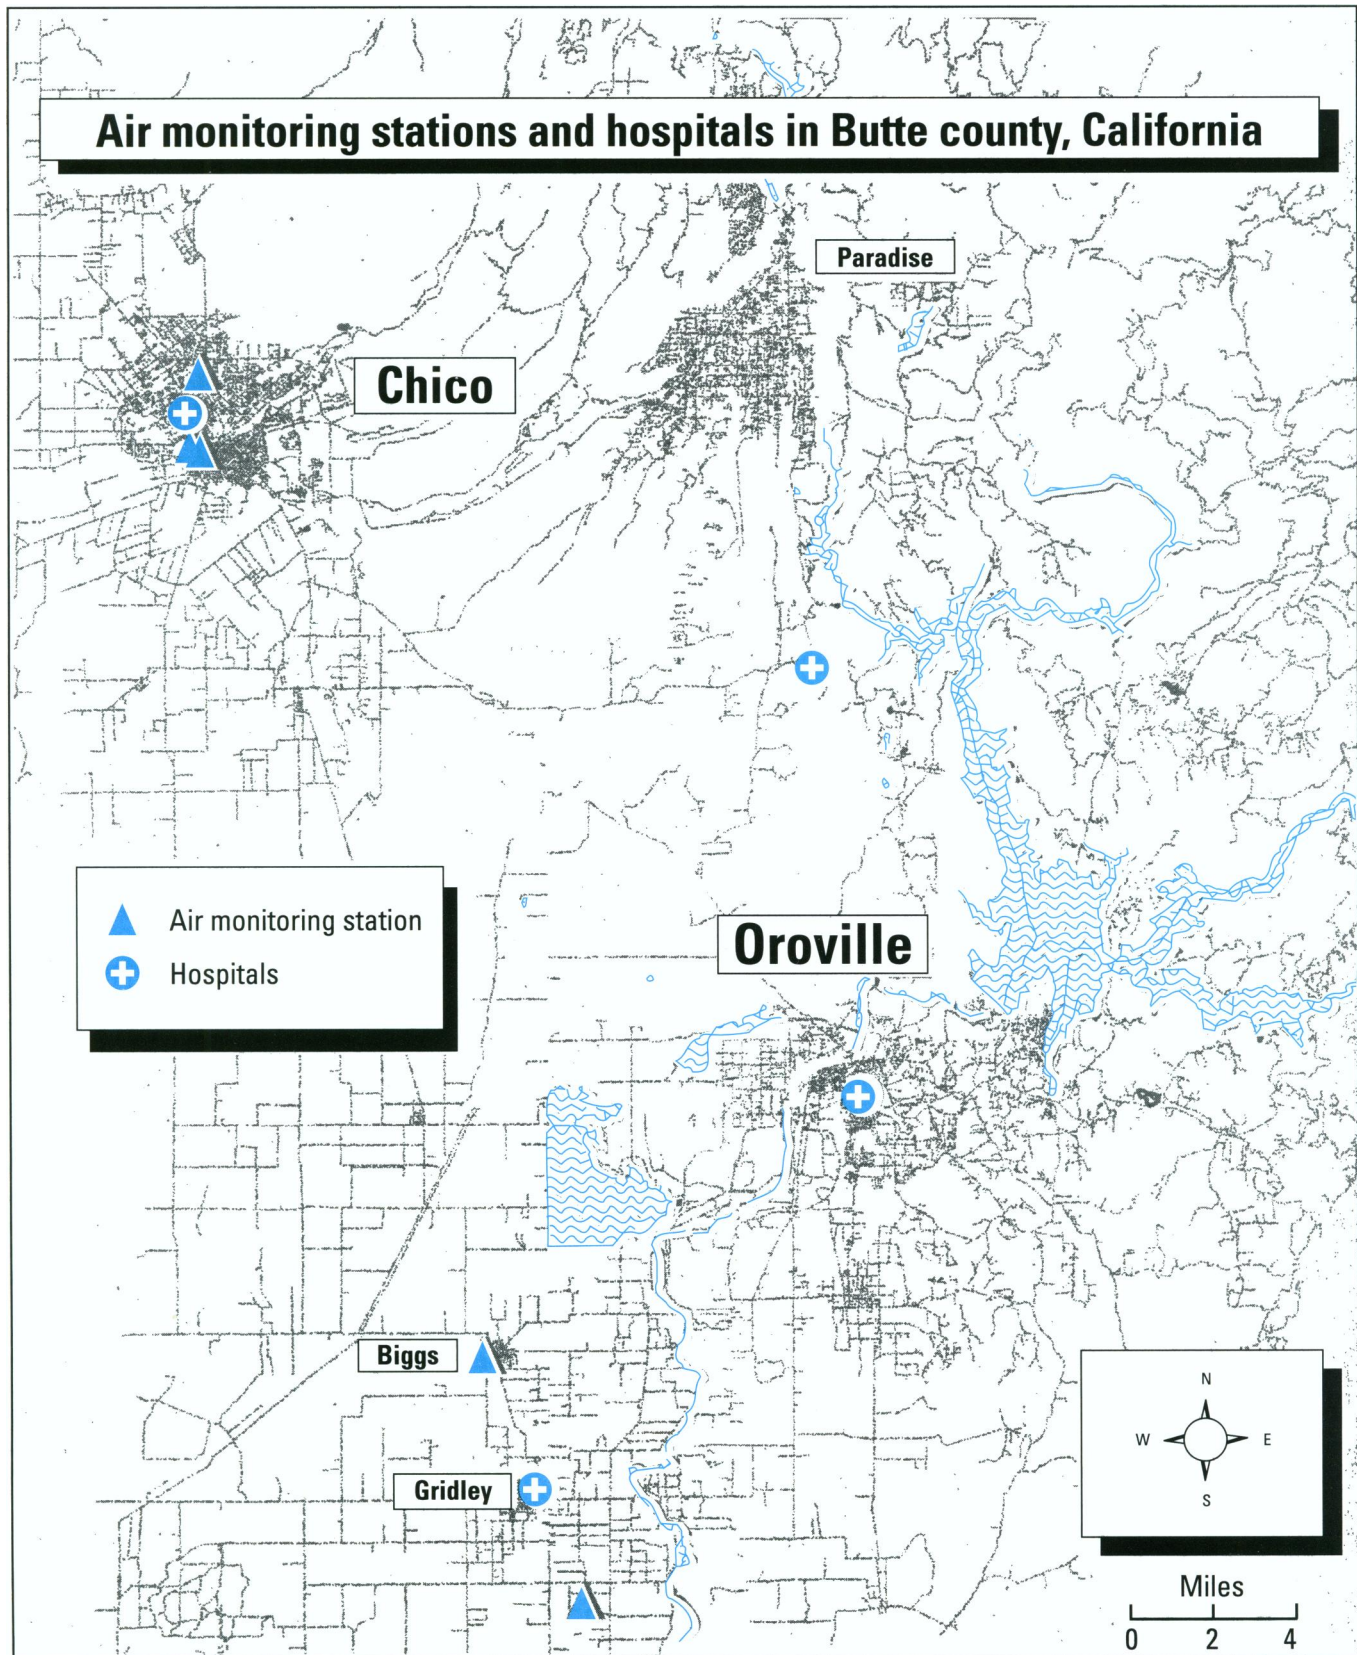 Air monitoring stations and hospitals in Butte county, California
Paradise
Chico
Air monitoring station
Hospitals
Oroville
Biggs
Gridley
N
W E
S
Miles
0 2 4